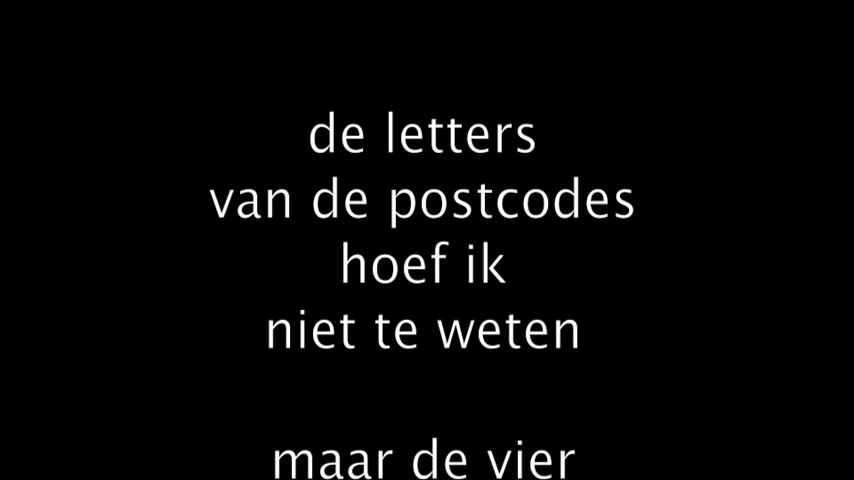 de letters
van de postcodes
hoef ik
niet te weten
maar de vier